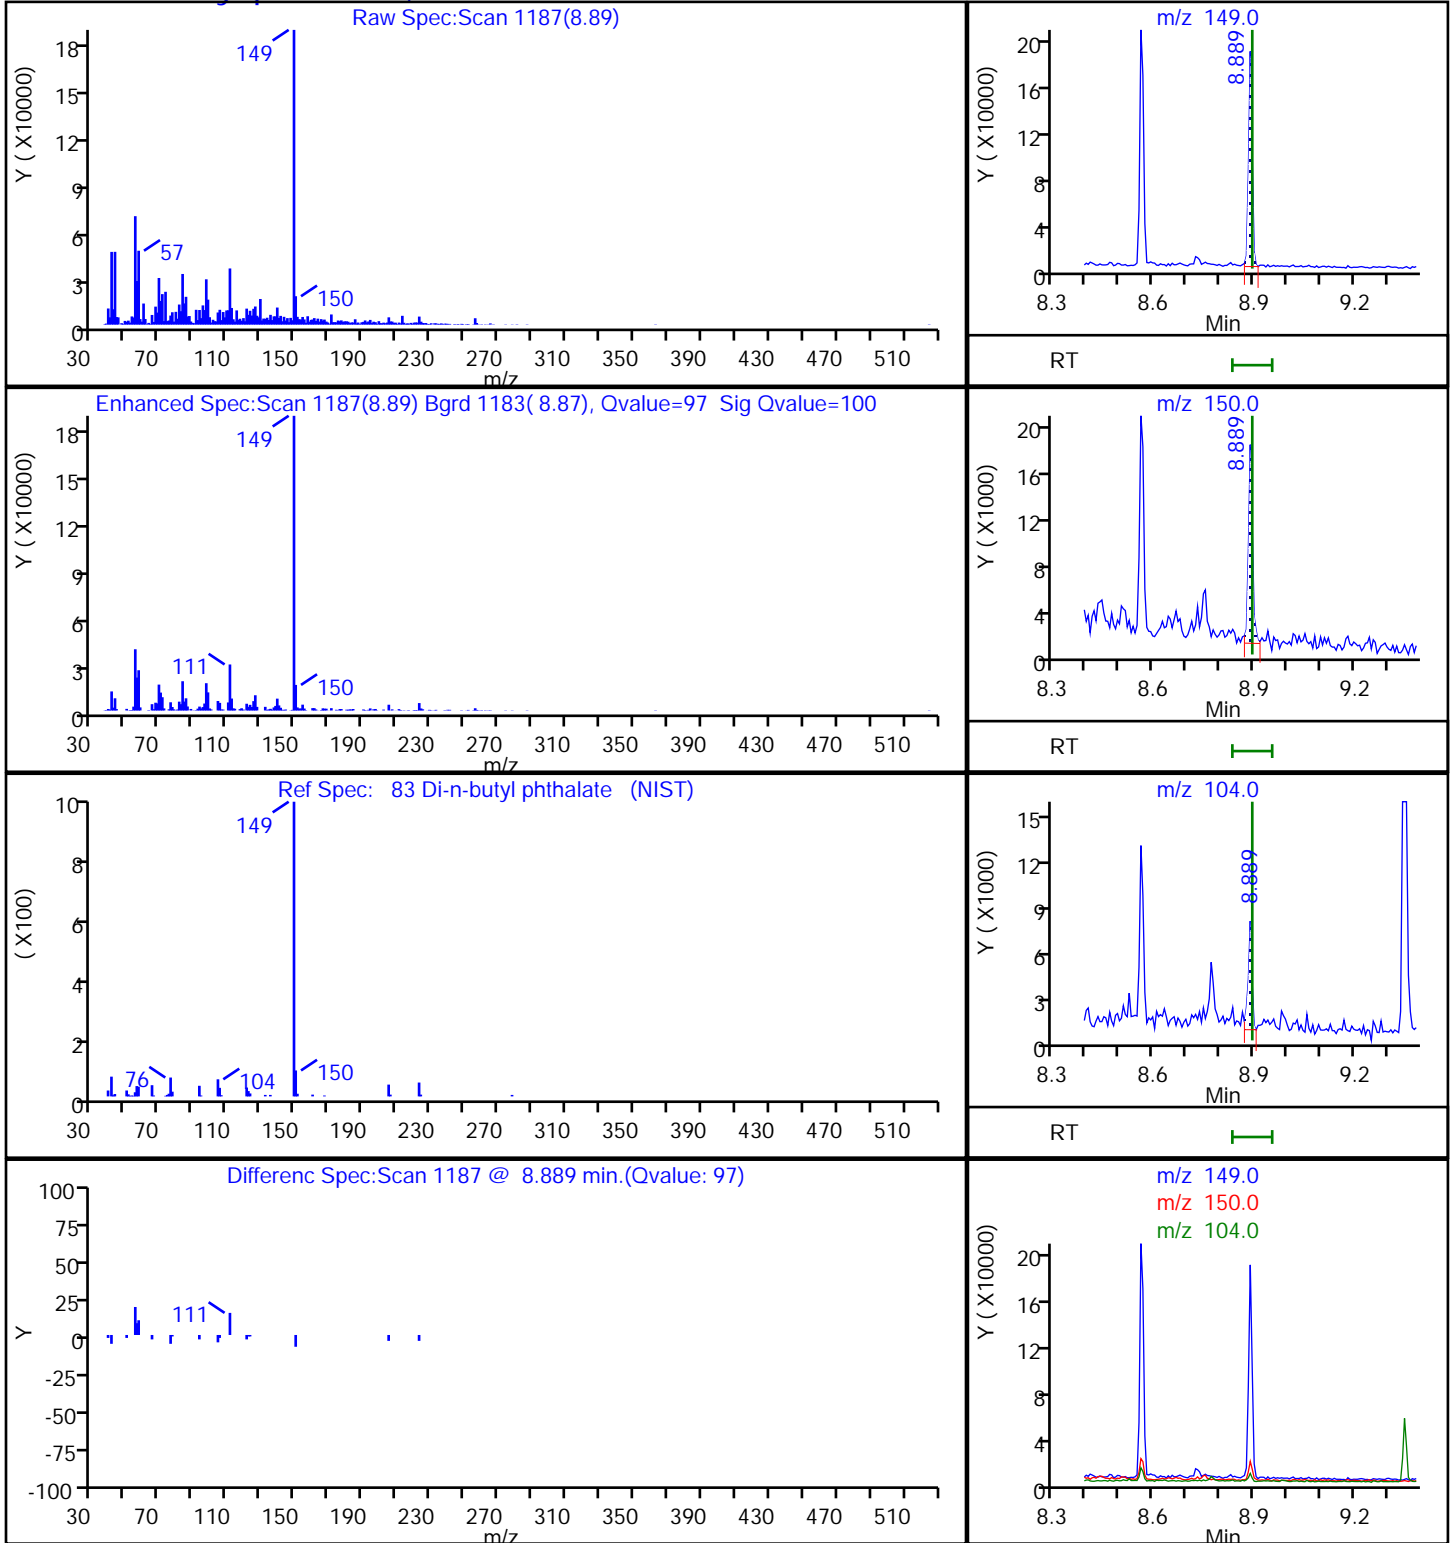 Raw Spec:Scan 1187(8.89)
Y ( X10000)
18
15
12
9
6
3
0
149
57
150
30 70 110 150 190 230 270 310 350 390 430 470 510
m/z
m/z 149.0
Y ( X10000)
20
16
12
8
4
0
8.889
8.3 8.6 8.9 9.2
Min
RT
Enhanced Spec:Scan 1187(8.89) Bgrd 1183( 8.87), Qvalue=97 Sig Qvalue=100
Y ( X10000)
18
15
12
9
6
3
0
149
111
150
30 70 110 150 190 230 270 310 350 390 430 470 510
m/z
m/z 150.0
Y ( X1000)
20
16
12
8
4
0
8.889
8.3 8.6 8.9 9.2
Min
RT
Ref Spec: 83 Di-n-butyl phthalate (NIST)
( X100)
10
8
6
4
2
0
149
76
104
150
30 70 110 150 190 230 270 310 350 390 430 470 510
m/z 104.0
Y ( X1000)
15
12
9
6
3
0
8.889
8.3 8.6 8.9 9.2
Min
RT
Differenc Spec:Scan 1187 @ 8.889 min.(Qvalue: 97)
Y
100
75
50
25
0
-25
-50
-75
-100
111
30 70 110 150 190 230 270 310 350 390 430 470 510
m/z
m/z 149.0
m/z 150.0
m/z 104.0
Y ( X10000)
20
16
12
8
4
0
8.3 8.6 8.9 9.2
Min